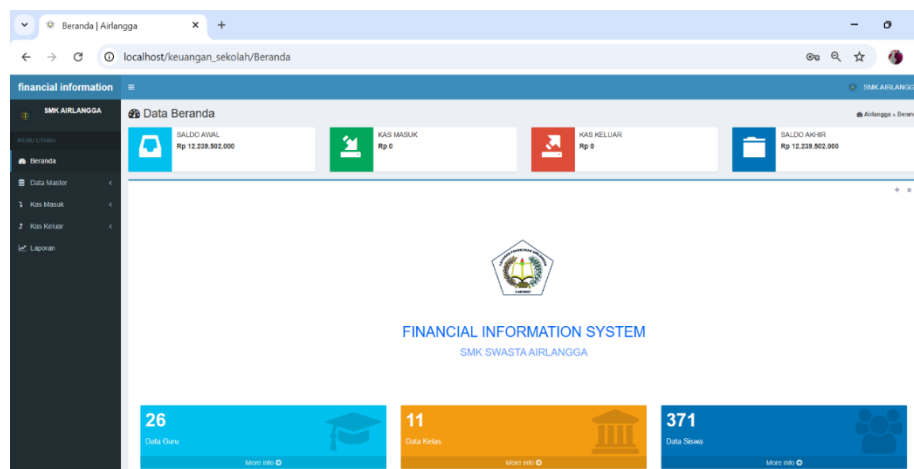 Beranda | Airlangga
localhost/keuangan_sekolah/Beranda
financial information
SMK AIRLANGGA
SMK AIRLANGGA
MENU UTAMA
Beranda
Data Master
Kas Masuk
Kas Keluar
Laporan
Data Beranda
Airlangga
SALDO AWAL
Rp 12.239.502.000
KAS MASUK
Rp 0
KAS KELUAR
Rp 0
SALDO AKHIR
Rp 12.239.502.000
FINANCIAL INFORMATION SYSTEM
SMK SWASTA AIRLANGGA
26
Data Guru
More info
11
Data Kelas
More info
371
Data Siswa
More info